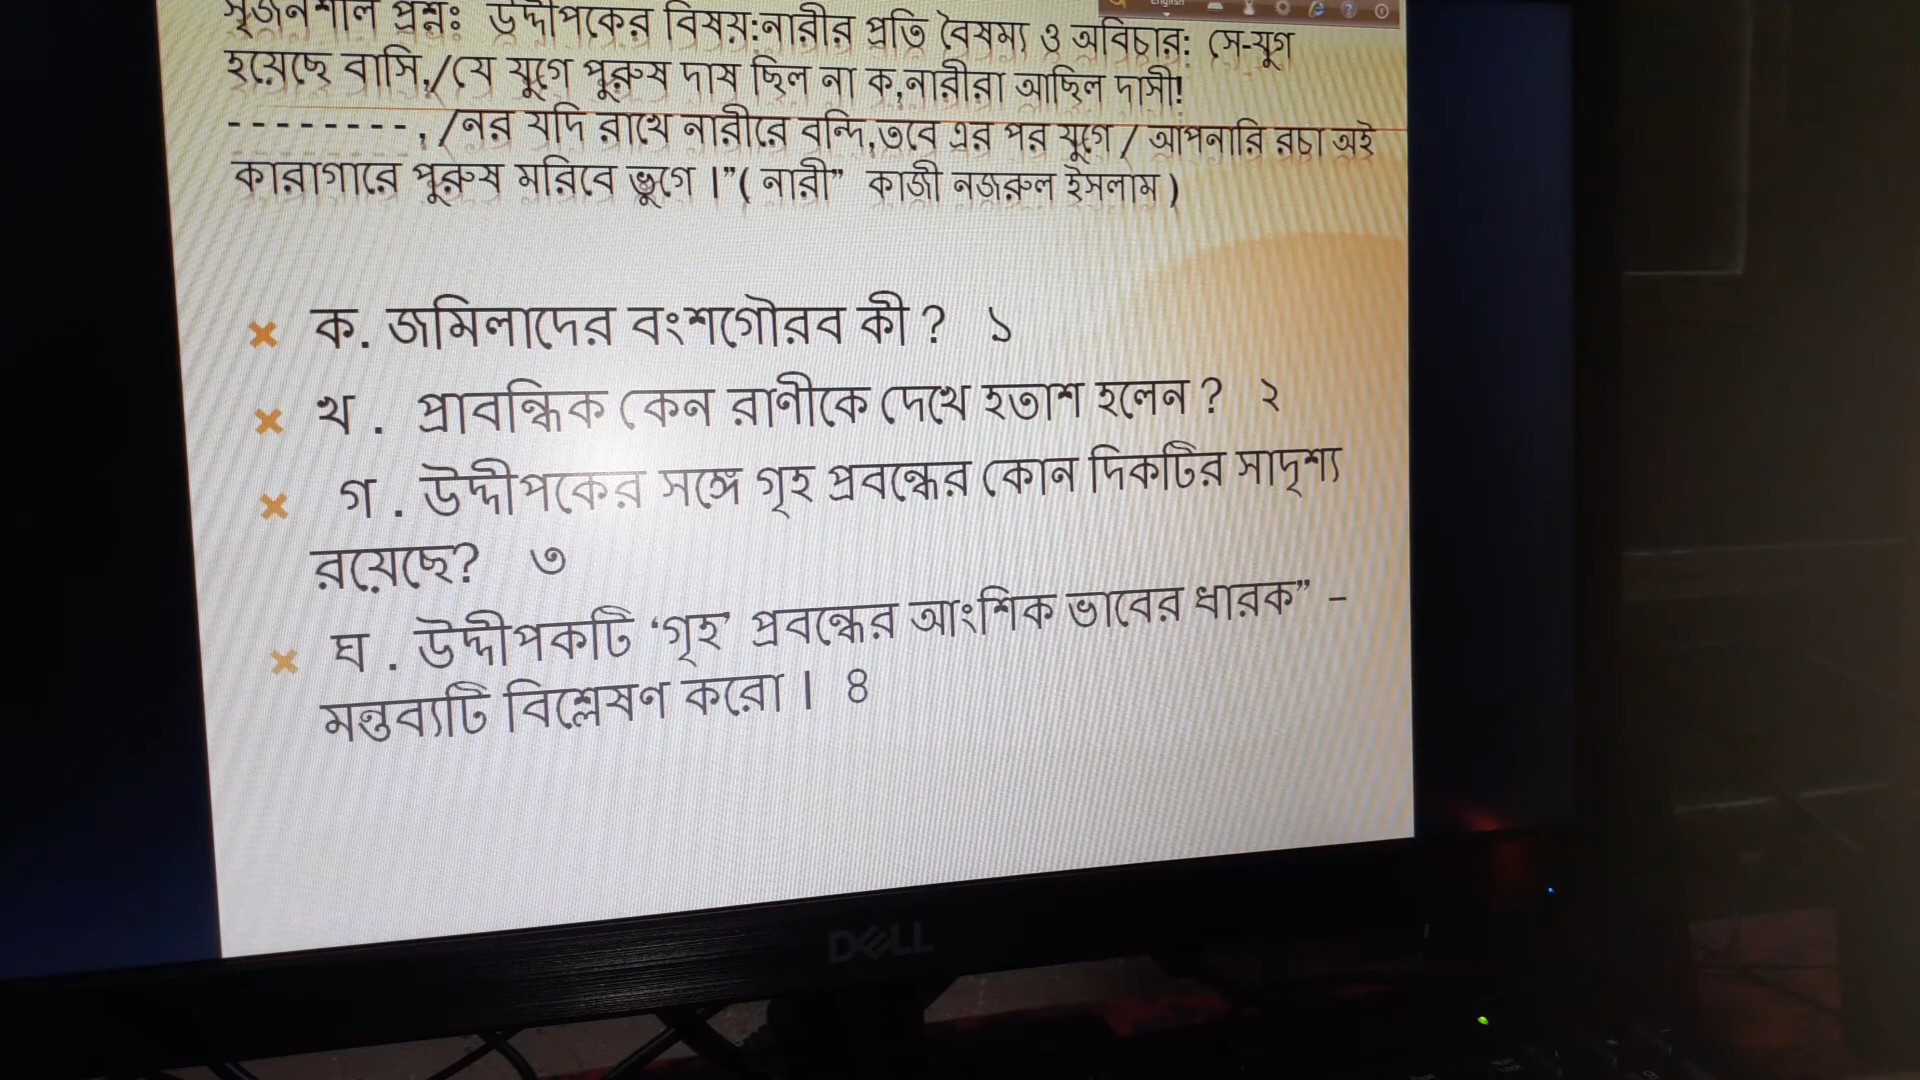 সৃজনশীল প্রশ্নঃ উদ্দীপকের বিষয়:নারীর প্রতি বৈষম্য ও অবিচার: সে-যুগ
হয়েছে বাসি,/যে যুগে পুরুষ দাস ছিল না ক,নারীরা আছিল দাসী!
- - - - - - - - , /নর যদি রাখে নারীরে বন্দি,তবে এর পর যুগে / আপনারি রচা অই
কারাগারে পুরুষ মরিবে ভুগে ।”( নারী” কাজী নজরুল ইসলাম )
ক. জমিলাদের বংশগৌরব কী ? ১
খ . প্রাবন্ধিক কেন রাণীকে দেখে হতাশ হলেন ? ২
গ . উদ্দীপকের সঙ্গে গৃহ প্রবন্ধের কোন দিকটির সাদৃশ্য
রয়েছে? ৩
ঘ . উদ্দীপকটি ‘গৃহ’ প্রবন্ধের আংশিক ভাবের ধারক” –
মন্তব্যটি বিশ্লেষণ করো । ৪
DELL